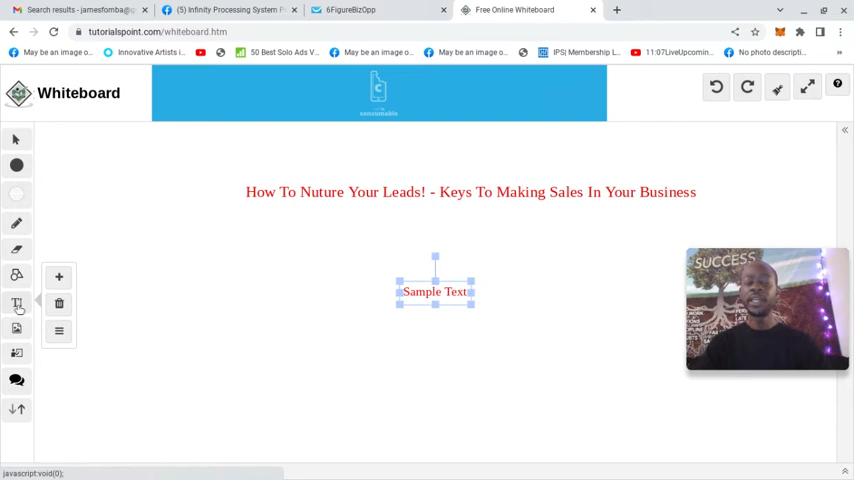 Search results - jamesfomba@g
(5) Infinity Processing System P
6FigureBizOpp
Free Online Whiteboard
tutorialspoint.com/whiteboard.htm
May be an image o...
Innovative Artists i...
50 Best Solo Ads V...
May be an image o...
May be an image o...
IPS| Membership L...
11:07LiveUpcomin...
No photo descripti...
Whiteboard
C
consumable
How To Nuture Your Leads! - Keys To Making Sales In Your Business
Sample Text
SUCCESS
javascript:void(0);